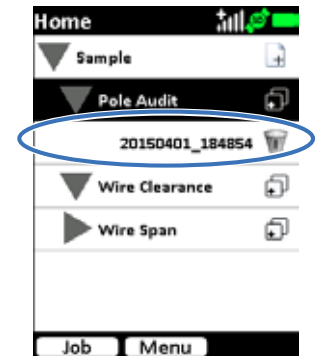 Home
Sample
Pole Audit
20150401_184854
Wire Clearance
Wire Span
Job Menu